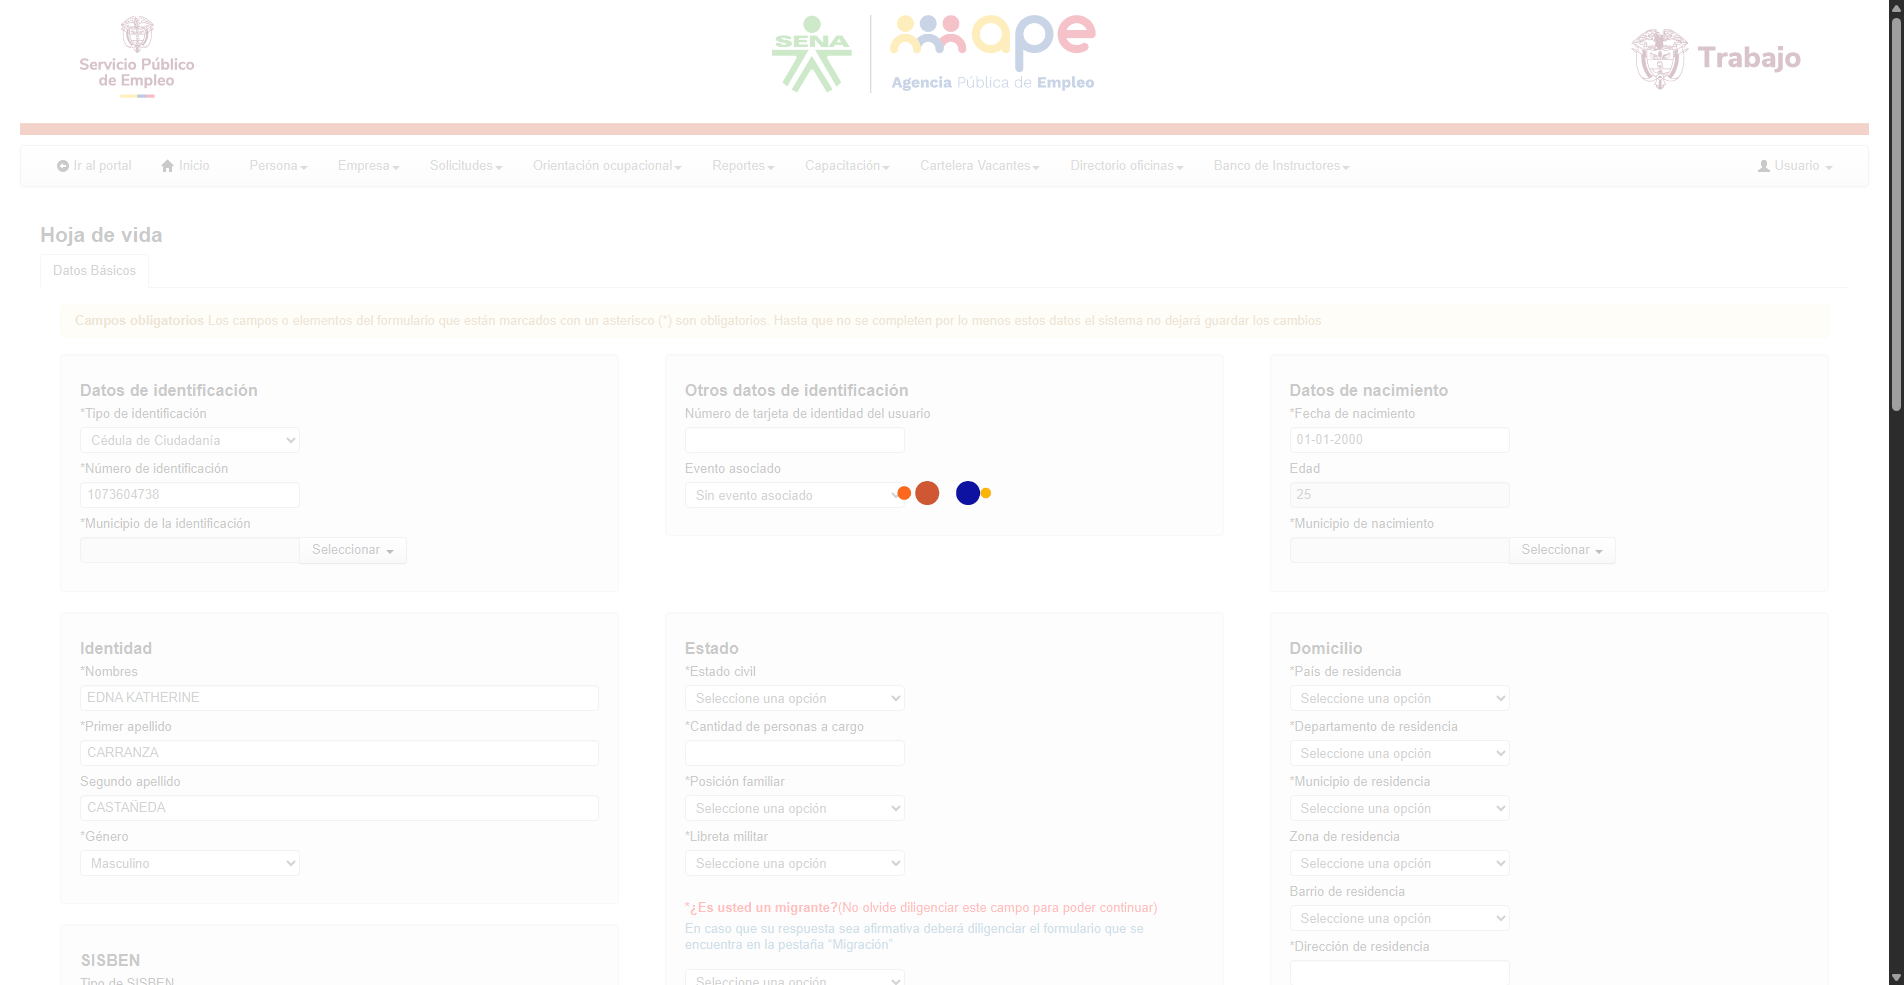 Servicio Público
de Empleo
SENA
ape
Agencia Pública de Empleo
Trabajo
Ir al portal
Inicio
Persona
Empresa
Solicitudes
Orientación ocupacional
Reportes
Capacitación
Cartelera Vacantes
Directorio oficinas
Banco de Instructores
Usuario
Hoja de vida
Datos Básicos
Campos obligatorios Los campos o elementos del formulario que están marcados con un asterisco (*) son obligatorios. Hasta que no se completen por lo menos estos datos el sistema no dejará guardar los cambios
Datos de identificación
*Tipo de identificación
Cédula de Ciudadanía
*Número de identificación
1073604738
*Municipio de la identificación
Seleccionar
Otros datos de identificación
Número de tarjeta de identidad del usuario
Evento asociado
Sin evento asociado
Datos de nacimiento
*Fecha de nacimiento
01-01-2000
Edad
25
*Municipio de nacimiento
Seleccionar
Identidad
*Nombres
EDNA KATHERINE
*Primer apellido
CARRANZA
Segundo apellido
CASTAÑEDA
*Género
Masculino
SISBEN
Tipo de SISBEN
Estado
*Estado civil
Seleccione una opción
*Cantidad de personas a cargo
*Posición familiar
Seleccione una opción
*Libreta militar
Seleccione una opción
*¿Es usted un migrante?(No olvide diligenciar este campo para poder continuar)
En caso que su respuesta sea afirmativa deberá diligenciar el formulario que se
encuentra en la pestaña "Migración"
Seleccione una opción
Domicilio
*País de residencia
Seleccione una opción
*Departamento de residencia
Seleccione una opción
*Municipio de residencia
Seleccione una opción
Zona de residencia
Seleccione una opción
Barrio de residencia
Seleccione una opción
*Dirección de residencia